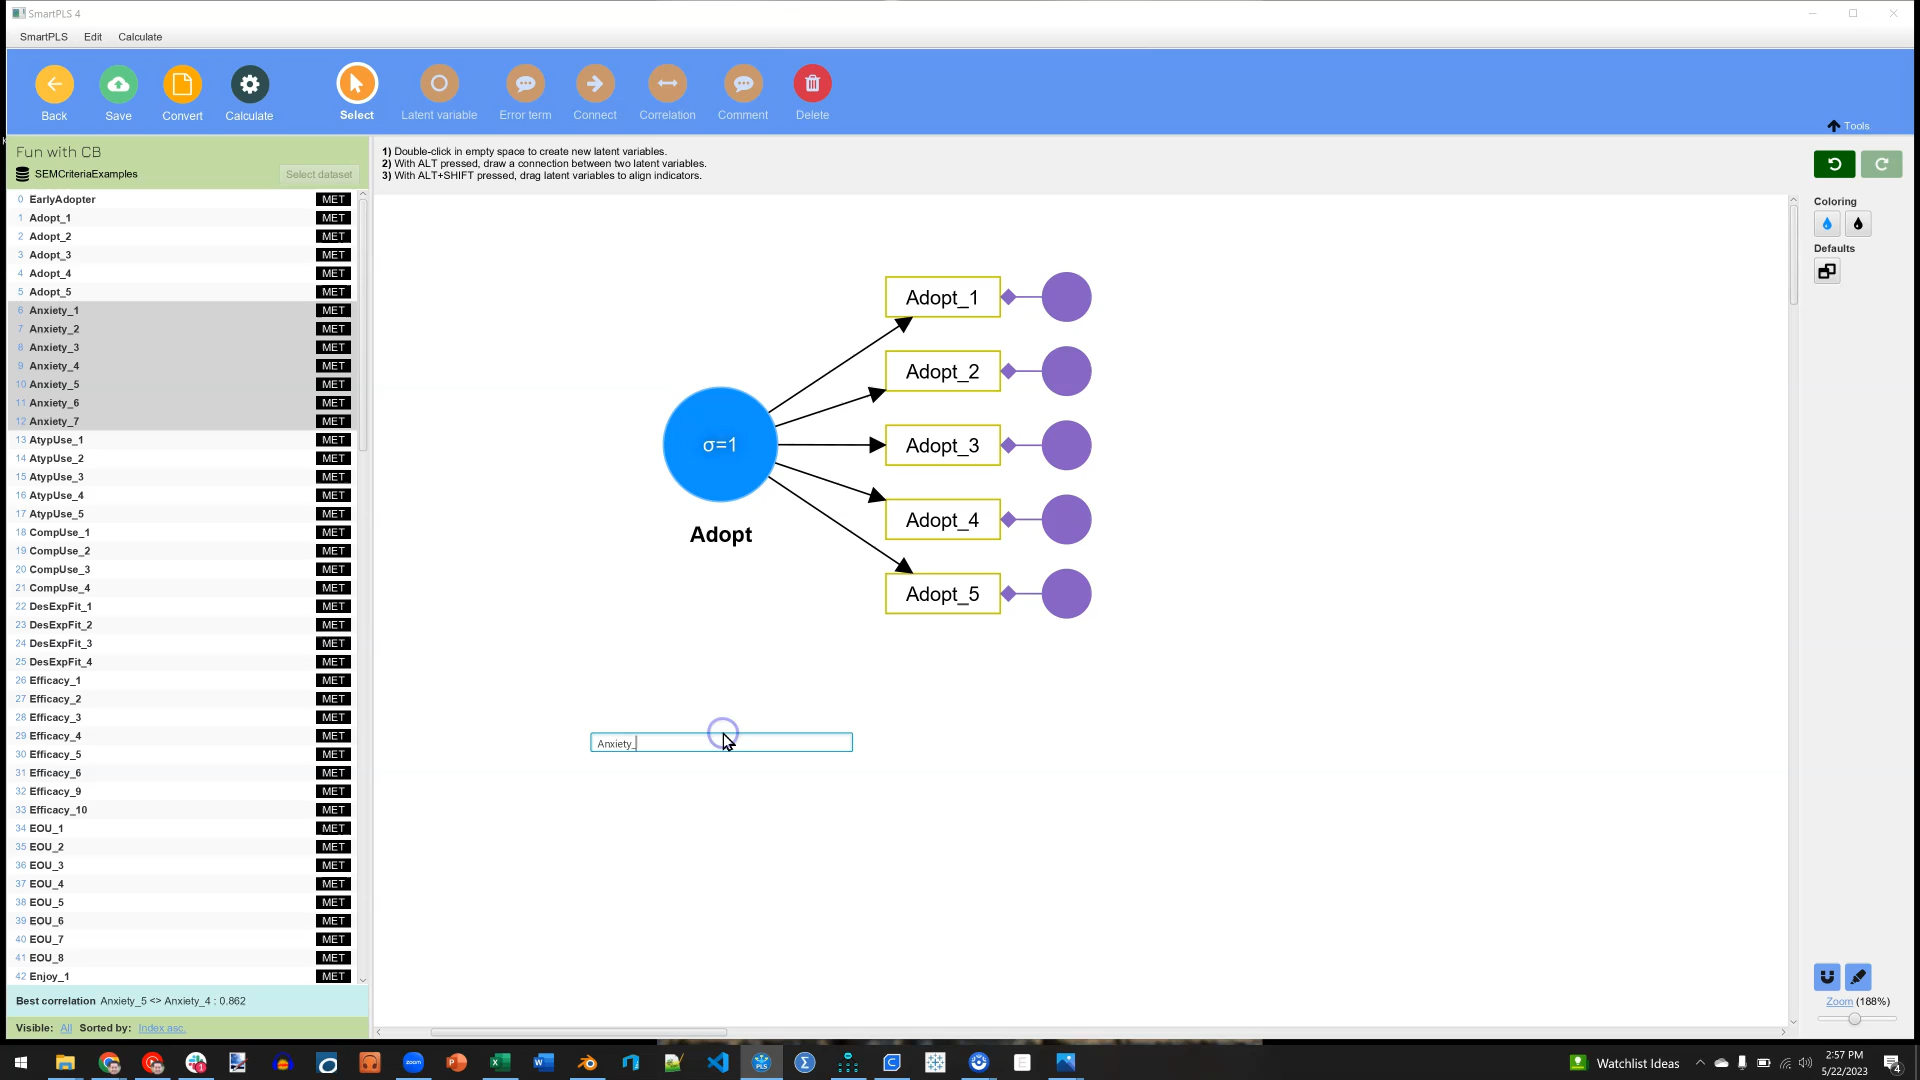 SmartPLS 4
SmartPLS Edit Calculate
Back Save Convert Calculate Select Latent variable Error term Connect Correlation Comment Delete
Tools
Fun with CB
SEMCriteriaExamples Select dataset
1) Double-click in empty space to create new latent variables.
2) With ALT pressed, draw a connection between two latent variables.
3) With ALT+SHIFT pressed, drag latent variables to align indicators.
0 EarlyAdopter MET
1 Adopt_1 MET
2 Adopt_2 MET
3 Adopt_3 MET
4 Adopt_4 MET
5 Adopt_5 MET
6 Anxiety_1 MET
7 Anxiety_2 MET
8 Anxiety_3 MET
9 Anxiety_4 MET
10 Anxiety_5 MET
11 Anxiety_6 MET
12 Anxiety_7 MET
13 AtypUse_1 MET
14 AtypUse_2 MET
15 AtypUse_3 MET
16 AtypUse_4 MET
17 AtypUse_5 MET
18 CompUse_1 MET
19 CompUse_2 MET
20 CompUse_3 MET
21 CompUse_4 MET
22 DesExpFit_1 MET
23 DesExpFit_2 MET
24 DesExpFit_3 MET
25 DesExpFit_4 MET
26 Efficacy_1 MET
27 Efficacy_2 MET
28 Efficacy_3 MET
29 Efficacy_4 MET
30 Efficacy_5 MET
31 Efficacy_6 MET
32 Efficacy_9 MET
33 Efficacy_10 MET
34 EOU_1 MET
35 EOU_2 MET
36 EOU_3 MET
37 EOU_4 MET
38 EOU_5 MET
39 EOU_6 MET
40 EOU_7 MET
41 EOU_8 MET
42 Enjoy_1 MET
Best correlation Anxiety_5 <> Anxiety_4 : 0.862
Visible: All Sorted by: Index asc.
Adopt_1
Adopt_2
σ=1
Adopt_3
Adopt_4
Adopt
Adopt_5
Anxiety_
Coloring
Defaults
Zoom (188%)
Watchlist Ideas
2:57 PM
5/22/2023
4